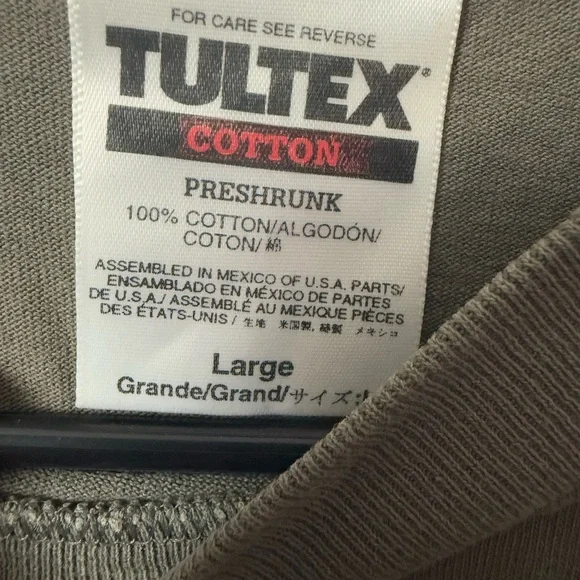 FOR CARE SEE REVERSE
TULTEX®
COTTON
PRESHRUNK
100% COTTON/ALGODÓN/
COTON/綿
ASSEMBLED IN MEXICO OF U.S.A. PARTS/
ENSAMBLADO EN MÉXICO DE PARTES
DE U.S.A./ ASSEMBLÉ AU MEXIQUE PIÈCES
DES ÉTATS-UNIS / 生地 米国製, 縫製 メキシコ
Large
Grande/Grand/サイズ: